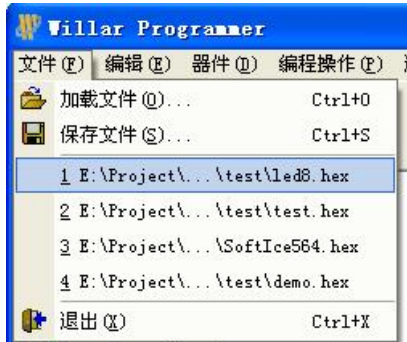 Willar Programmer
文件(F) 编辑(E) 器件(D) 编程操作(P)
加载文件(O)... Ctrl+O
保存文件(S)... Ctrl+S
1 E:\Project\...\test\led8.hex
2 E:\Project\...\test\test.hex
3 E:\Project\...\SoftIce564.hex
4 E:\Project\...\test\demo.hex
退出(X) Ctrl+X